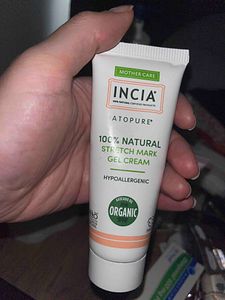 MOTHER CARE
INCIA®
ATOPURE®
100% NATURAL
STRETCH MARK
GEL CREAM
HYPOALLERGENIC
ORGANIC